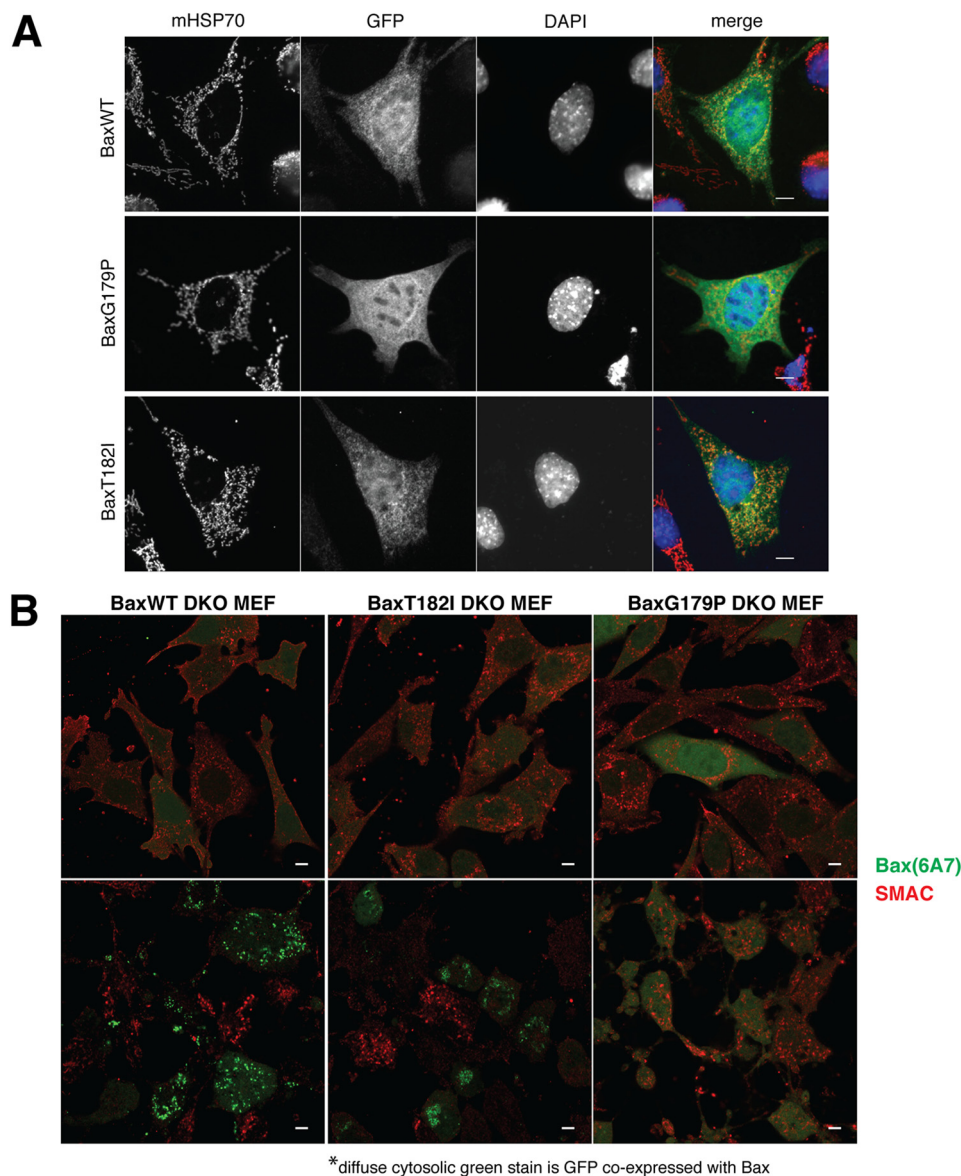 A
mHSP70 GFP DAPI merge
BaxWT
BaxG179P
BaxT182I
B
BaxWT DKO MEF BaxT182I DKO MEF BaxG179P DKO MEF
Bax(6A7)
SMAC
*diffuse cytosolic green stain is GFP co-expressed with Bax